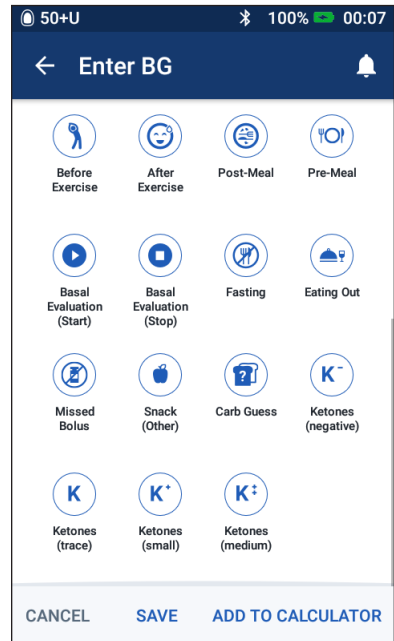 50+U 100% 00:07
Enter BG
Before After Post-Meal Pre-Meal
Exercise Exercise
Basal Basal Fasting Eating Out
Evaluation Evaluation
(Start) (Stop)
?
K-
Missed Snack Carb Guess Ketones
Bolus (Other) (negative)
K K+ K‡
Ketones Ketones Ketones
(trace) (small) (medium)
CANCEL SAVE ADD TO CALCULATOR